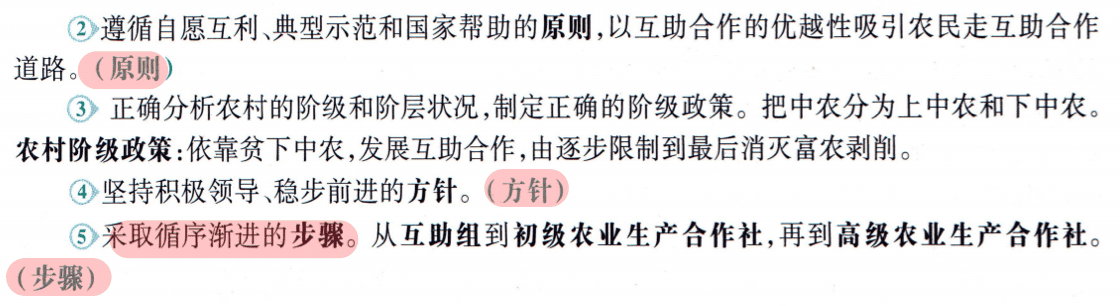 ②遵循自愿互利、典型示范和国家帮助的原则,以互助合作的优越性吸引农民走互助合作
道路。(原则)
③ 正确分析农村的阶级和阶层状况,制定正确的阶级政策。把中农分为上中农和下中农。
农村阶级政策:依靠贫下中农,发展互助合作,由逐步限制到最后消灭富农剥削。
④坚持积极领导、稳步前进的方针。(方针)
⑤采取循序渐进的步骤。从互助组到初级农业生产合作社,再到高级农业生产合作社。
(步骤)